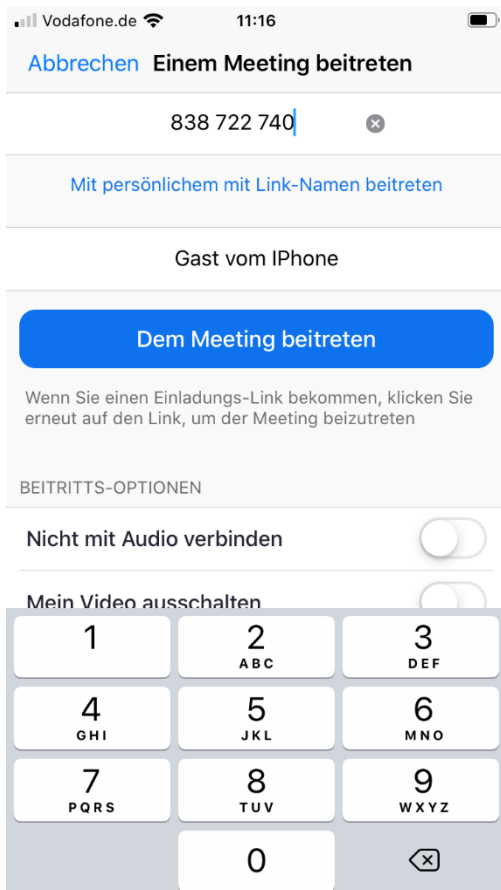 Vodafone.de 11:16
Abbrechen Einem Meeting beitreten
838 722 740
Mit persönlichem mit Link-Namen beitreten
Gast vom IPhone
Dem Meeting beitreten
Wenn Sie einen Einladungs-Link bekommen, klicken Sie
erneut auf den Link, um der Meeting beizutreten
BEITRITTS-OPTIONEN
Nicht mit Audio verbinden
Mein Video ausschalten
1 2 3
ABC DEF
4 5 6
GHI JKL MNO
7 8 9
PQRS TUV WXYZ
0